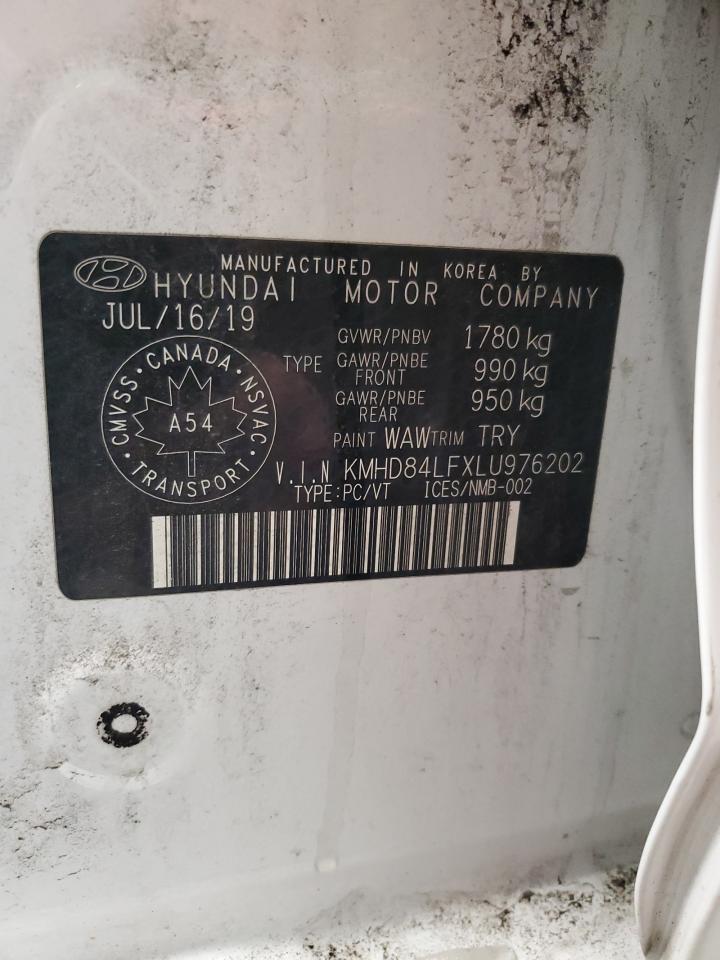 MANUFACTURED IN KOREA BY
HYUNDAI MOTOR COMPANY
JUL/16/19
GVWR/PNBV 1780 kg
TYPE GAWR/PNBE FRONT 990 kg
GAWR/PNBE REAR 950 kg
PAINT WAW TRIM TRY
CMVSS · CANADA · NSVAC · TRANSPORT ·
A54
V.I.N KMHD84LFXLU976202
TYPE:PC/VT ICES/NMB-002